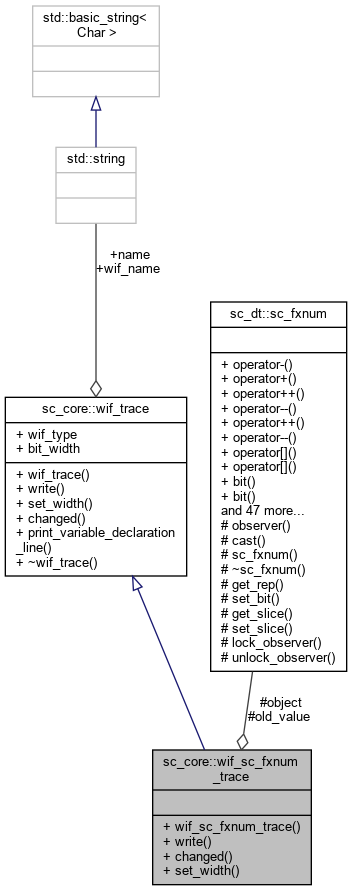 std::basic_string<
Char >
std::string
+name
+wif_name
sc_core::wif_trace
+ wif_type
+ bit_width
+ wif_trace()
+ write()
+ set_width()
+ changed()
+ print_variable_declaration
_line()
+ ~wif_trace()
sc_dt::sc_fxnum
+ operator-()
+ operator+()
+ operator++()
+ operator--()
+ operator++()
+ operator--()
+ operator[]()
+ operator[]()
+ bit()
+ bit()
and 47 more...
# observer()
# cast()
# sc_fxnum()
# ~sc_fxnum()
# get_rep()
# set_bit()
# get_slice()
# set_slice()
# lock_observer()
# unlock_observer()
#object
#old_value
sc_core::wif_sc_fxnum
_trace
+ wif_sc_fxnum_trace()
+ write()
+ changed()
+ set_width()